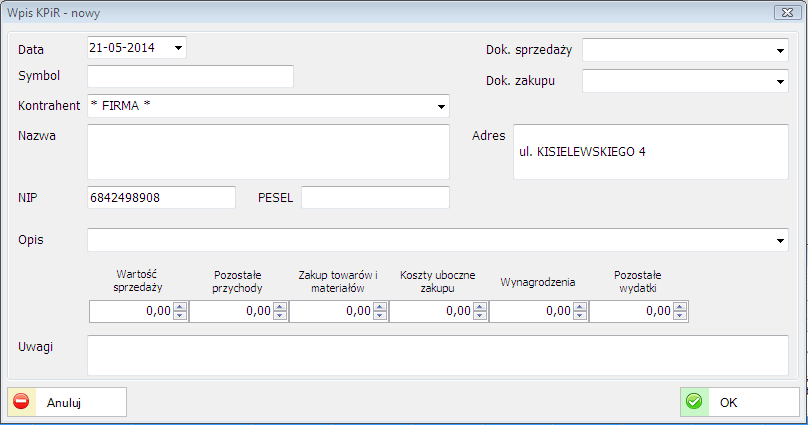 Wpis KPiR - nowy
Data 21-05-2014 Dok. sprzedaży
Symbol Dok. zakupu
Kontrahent * FIRMA *
Nazwa Adres ul. KISIELEWSKIEGO 4
NIP 6842498908 PESEL
Opis
Wartość sprzedaży Pozostałe przychody Zakup towarów i materiałów Koszty uboczne zakupu Wynagrodzenia Pozostałe wydatki
0,00 0,00 0,00 0,00 0,00 0,00
Uwagi
Anuluj OK